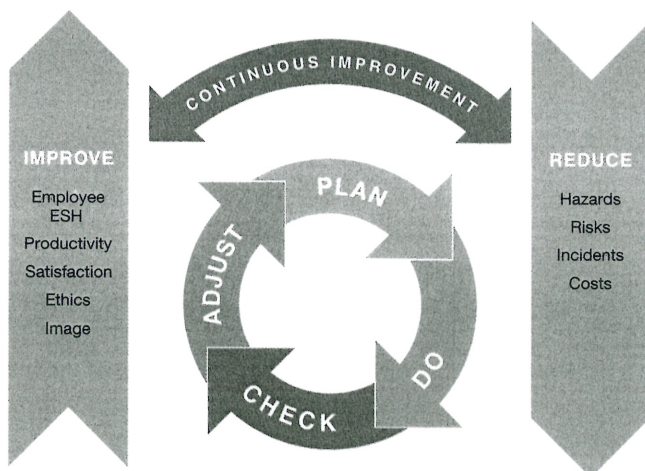 CONTINUOUS IMPROVEMENT
IMPROVE
Employee
ESH
Productivity
Satisfaction
Ethics
Image
PLAN
DO
CHECK
ADJUST
REDUCE
Hazards
Risks
Incidents
Costs